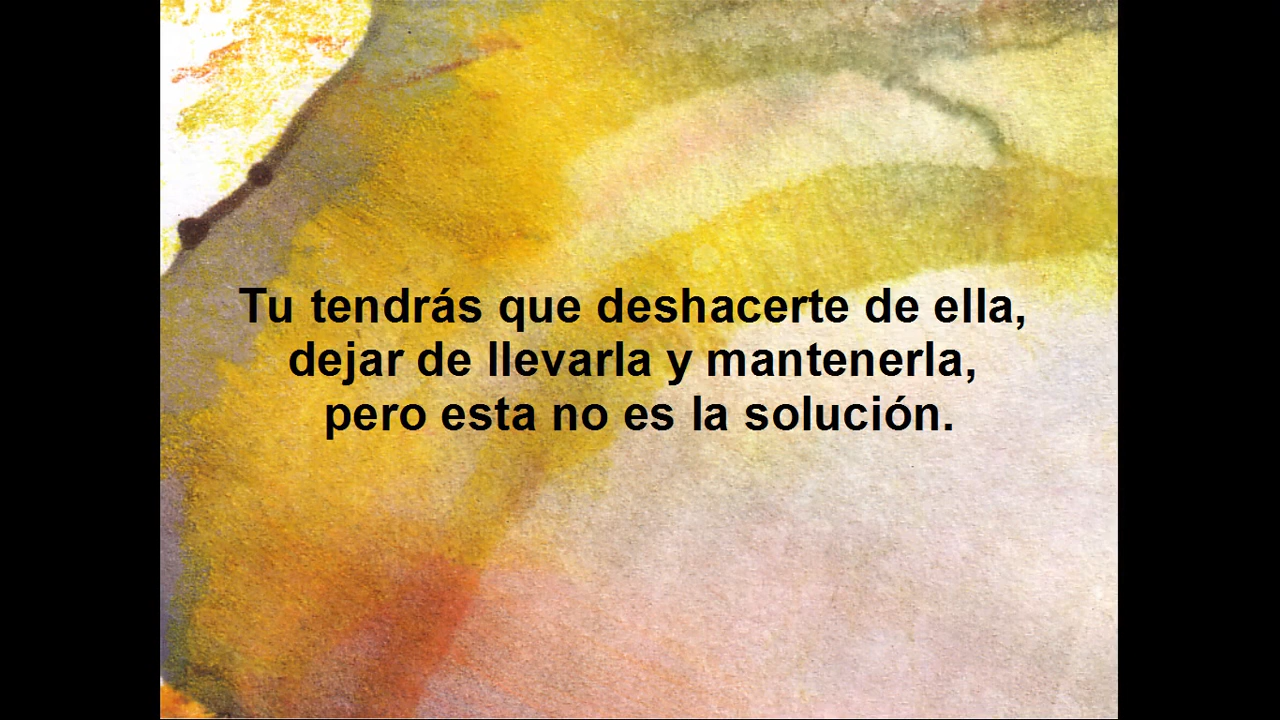 Tu tendrás que deshacerte de ella,
dejar de llevarla y mantenerla,
pero esta no es la solución.